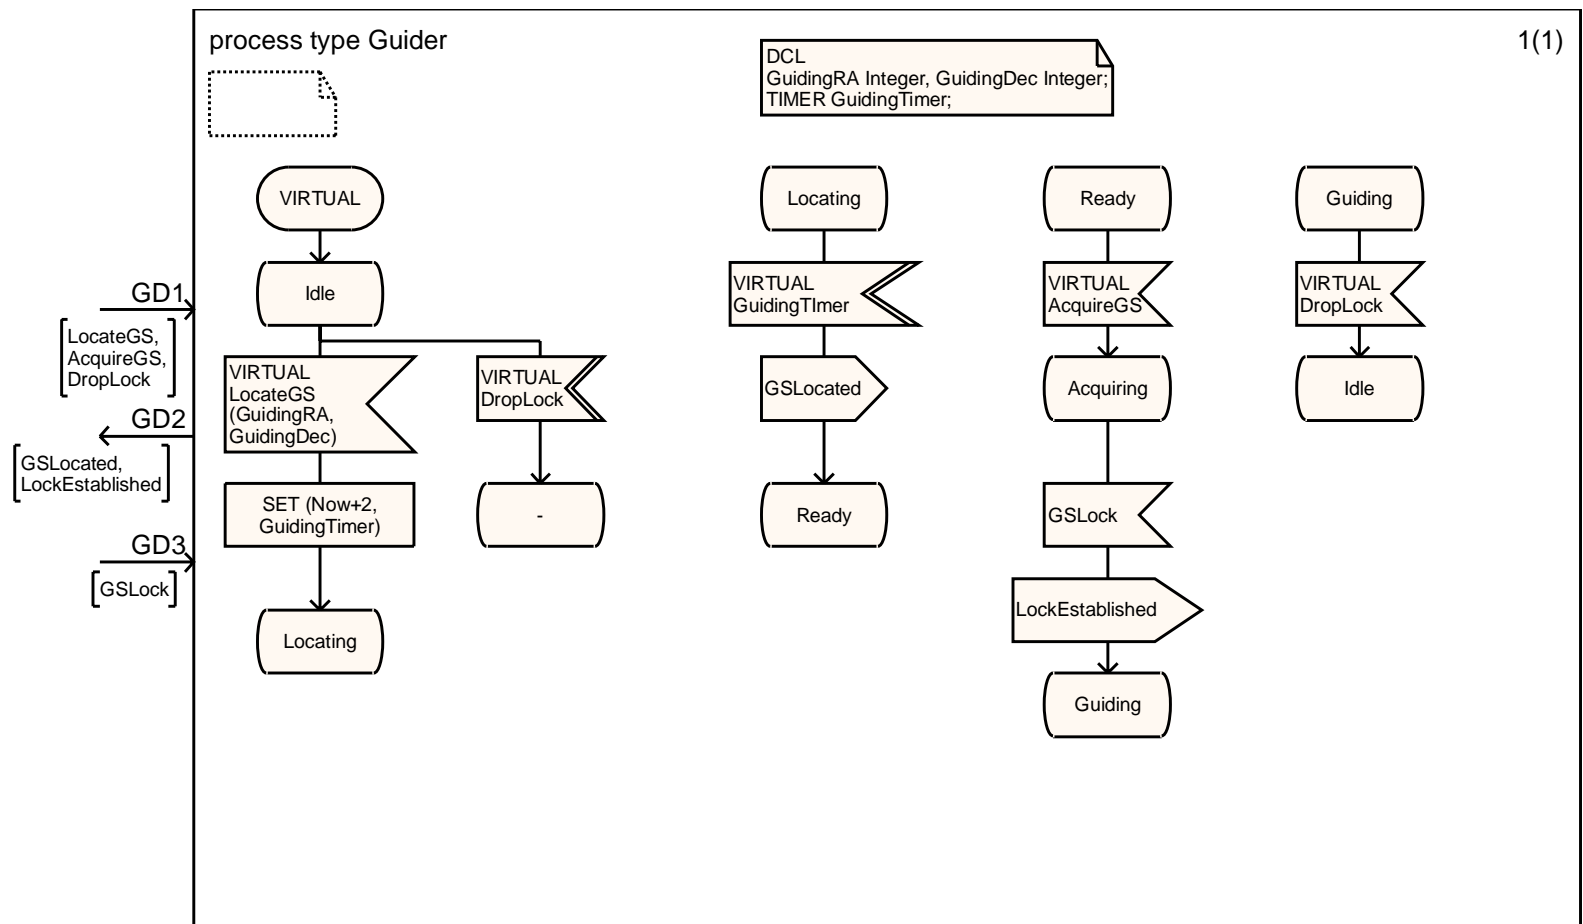 process type Guider
1(1)
DCL
GuidingRA Integer, GuidingDec Integer;
TIMER GuidingTimer;
VIRTUAL
Locating
Ready
Guiding
GD1
LocateGS,
AcquireGS,
DropLock
Idle
VIRTUAL
GuidingTImer
VIRTUAL
AcquireGS
VIRTUAL
DropLock
GD2
GSLocated,
LockEstablished
VIRTUAL
LocateGS
(GuidingRA,
GuidingDec)
VIRTUAL
DropLock
GSLocated
Acquiring
Idle
SET (Now+2,
GuidingTimer)
-
Ready
GSLock
GD3
GSLock
LockEstablished
Locating
Guiding